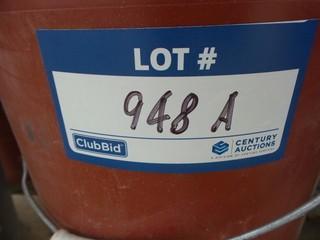 LOT #
948 A
ClubBid
CENTURY
AUCTIONS